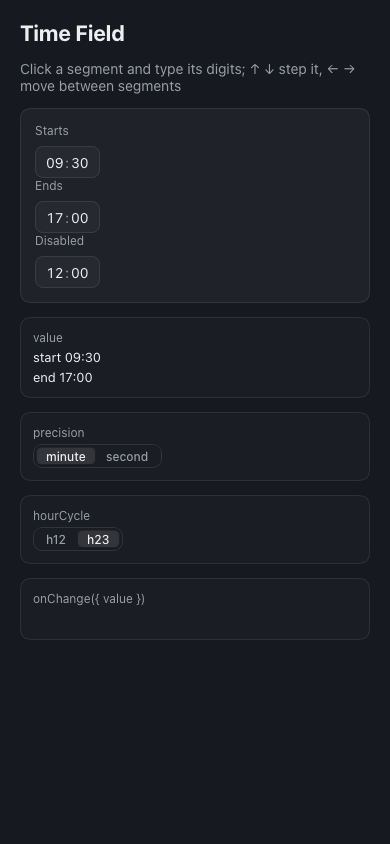 Time Field
Click a segment and type its digits; ↑ ↓ step it, ← →
move between segments
Starts
09:30
Ends
17:00
Disabled
12:00
value
start 09:30
end 17:00
precision
minute second
hourCycle
h12 h23
onChange({ value })